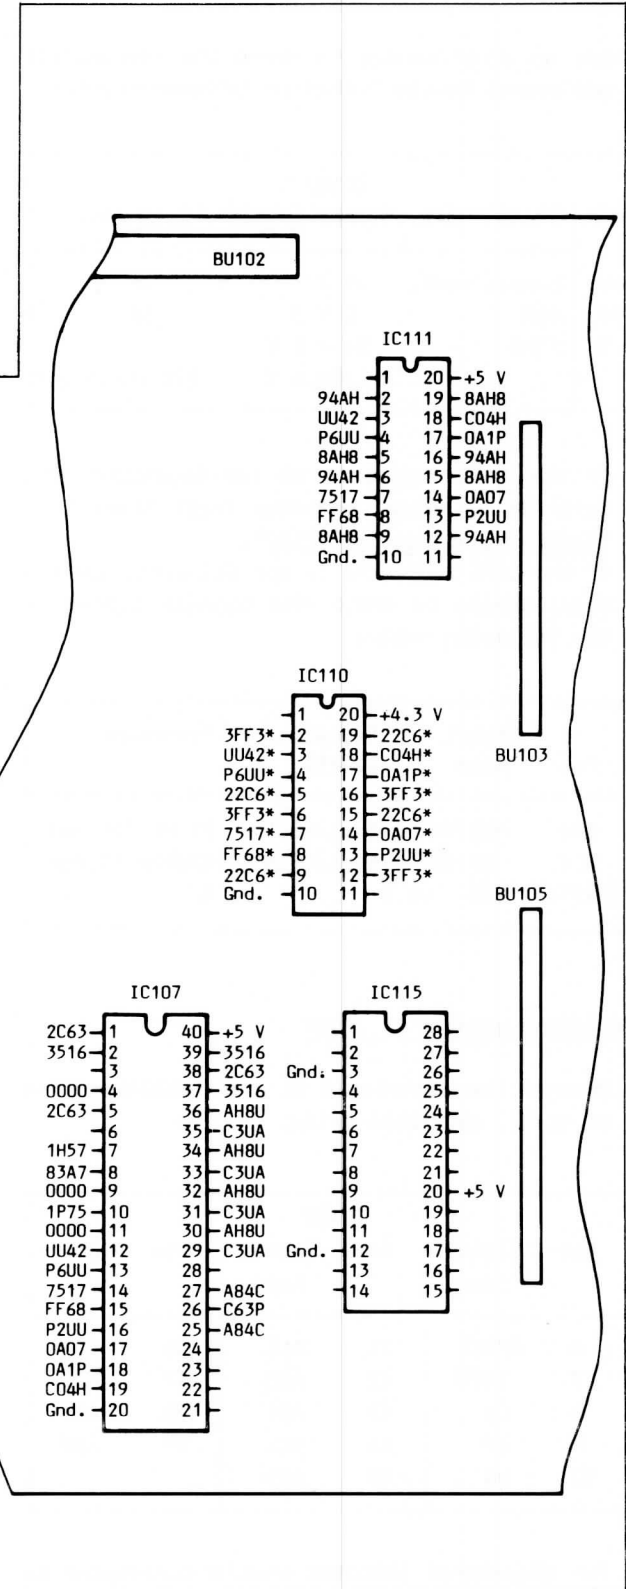 BU102
IC111
1 20 +5 V
94AH 2 19 8AH8
UU42 3 18 C04H
P6UU 4 17 0A1P
8AH8 5 16 94AH
94AH 6 15 8AH8
7517 7 14 0A07
FF68 8 13 P2UU
8AH8 9 12 94AH
Gnd. 10 11
IC110
1 20 +4.3 V
3FF3* 2 19 22C6*
UU42* 3 18 C04H*
P6UU* 4 17 0A1P*
22C6* 5 16 3FF3*
3FF3* 6 15 22C6*
7517* 7 14 0A07*
FF68* 8 13 P2UU*
22C6* 9 12 3FF3*
Gnd. 10 11
BU103
BU105
IC107
2C63 1 40 +5 V
3516 2 39 3516
3 38 2C63
0000 4 37 3516
2C63 5 36 AH8U
6 35 C3UA
1H57 7 34 AH8U
83A7 8 33 C3UA
0000 9 32 AH8U
1P75 10 31 C3UA
0000 11 30 AH8U
UU42 12 29 C3UA
P6UU 13 28
7517 14 27 A84C
FF68 15 26 C63P
P2UU 16 25 A84C
0A07 17 24
0A1P 18 23
C04H 19 22
Gnd. 20 21
IC115
1 28
2 27
Gnd. 3 26
4 25
5 24
6 23
7 22
8 21
9 20 +5 V
10 19
11 18
Gnd. 12 17
13 16
14 15